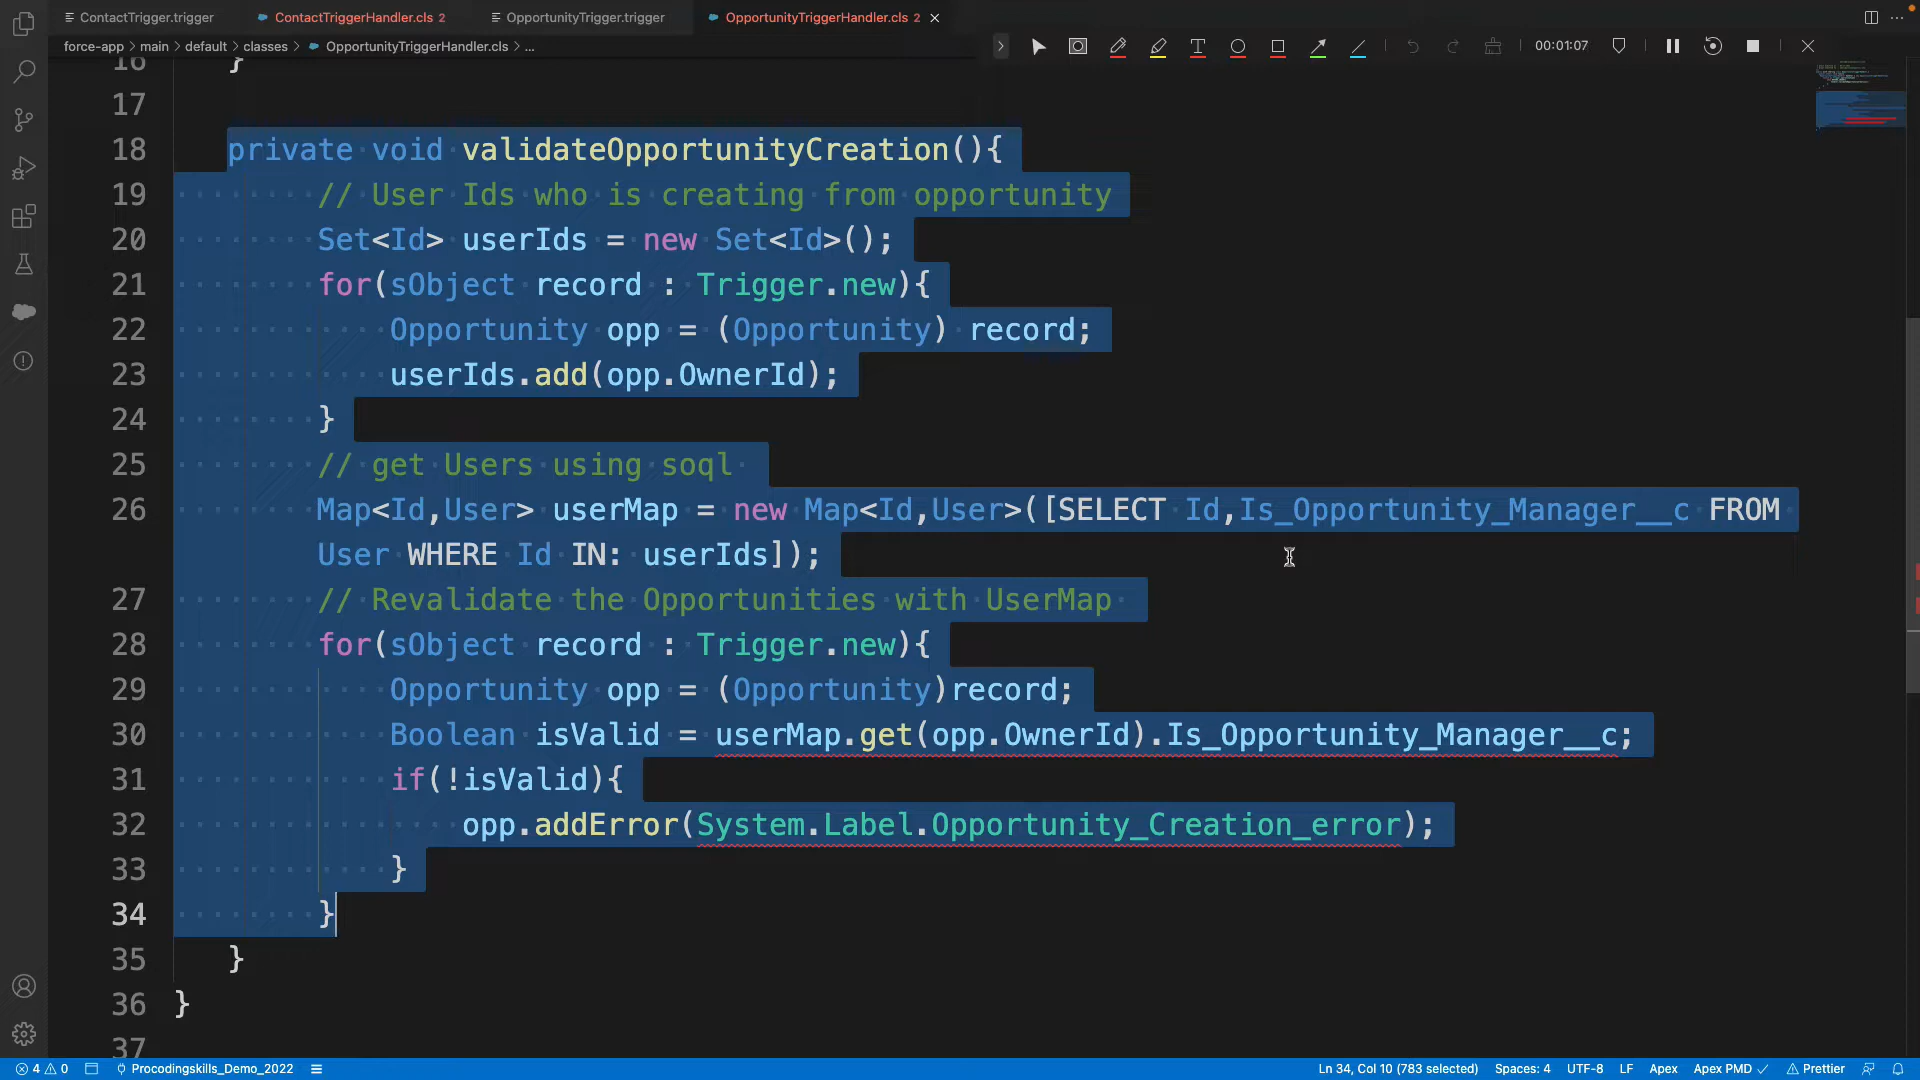 ContactTrigger.trigger
ContactTriggerHandler.cls 2
OpportunityTrigger.trigger
OpportunityTriggerHandler.cls 2
force-app > main > default > classes > OpportunityTriggerHandler.cls > ...
00:01:07
16 }
17
18 private void validateOpportunityCreation(){
19 // User Ids who is creating from opportunity
20 Set<Id> userIds = new Set<Id>();
21 for(sObject record : Trigger.new){
22 Opportunity opp = (Opportunity) record;
23 userIds.add(opp.OwnerId);
24 }
25 // get Users using soql
26 Map<Id,User> userMap = new Map<Id,User>([SELECT Id,Is_Opportunity_Manager__c FROM
User WHERE Id IN: userIds]);
27 // Revalidate the Opportunities with UserMap
28 for(sObject record : Trigger.new){
29 Opportunity opp = (Opportunity)record;
30 Boolean isValid = userMap.get(opp.OwnerId).Is_Opportunity_Manager__c;
31 if(!isValid){
32 opp.addError(System.Label.Opportunity_Creation_error);
33 }
34 }
35 }
36 }
37
4 0 Procodingskills_Demo_2022 Ln 34, Col 10 (783 selected) Spaces: 4 UTF-8 LF Apex Apex PMD Prettier